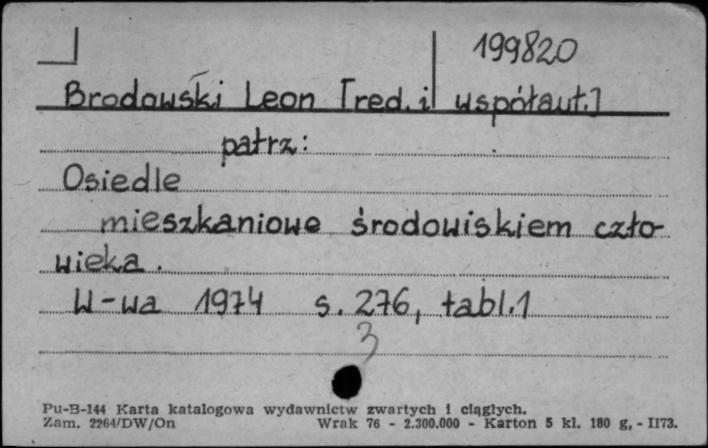 199820
Brodowski Leon [red. i współaut.]
patrz:
Osiedle
mieszkaniowe środowiskiem czło-
wieka.
W-wa 1974 s. 276, tabl. 1
3
Pu-B-144 Karta katalogowa wydawnictw zwartych i ciągłych.
Zam. 2264/DW/On Wrak 76 - 2.300.000 - Karton 5 kl. 180 g, - II73.